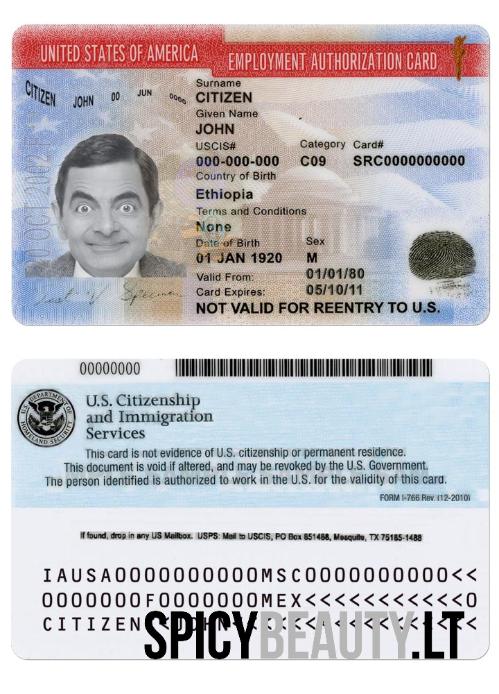 UNITED STATES OF AMERICA
EMPLOYMENT AUTHORIZATION CARD
CITIZEN JOHN 00 JUN 0000
Surname
CITIZEN
Given Name
JOHN
USCIS# Category Card#
000-000-000 C09 SRC0000000000
Country of Birth
Ethiopia
Terms and Conditions
None
Date of Birth Sex
01 JAN 1920 M
Valid From: 01/01/80
Card Expires: 05/10/11
NOT VALID FOR REENTRY TO U.S.
00000000
U.S. DEPARTMENT OF HOMELAND SECURITY
U.S. Citizenship
and Immigration
Services
This card is not evidence of U.S. citizenship or permanent residence.
This document is void if altered, and may be revoked by the U.S. Government.
The person identified is authorized to work in the U.S. for the validity of this card.
FORM I-766 Rev. (12-2010)
If found, drop in any US Mailbox. USPS: Mail to USCIS, PO Box 851488, Mesquite, TX 75185-1488
IAUSA00000000000MSC0000000000<<
0000000F0000000MEX<<<<<<<<<<<0
CITIZEN<<JOHN<<<<<<<<<<<<<<<<<<
SPICYBEAUTY.LT